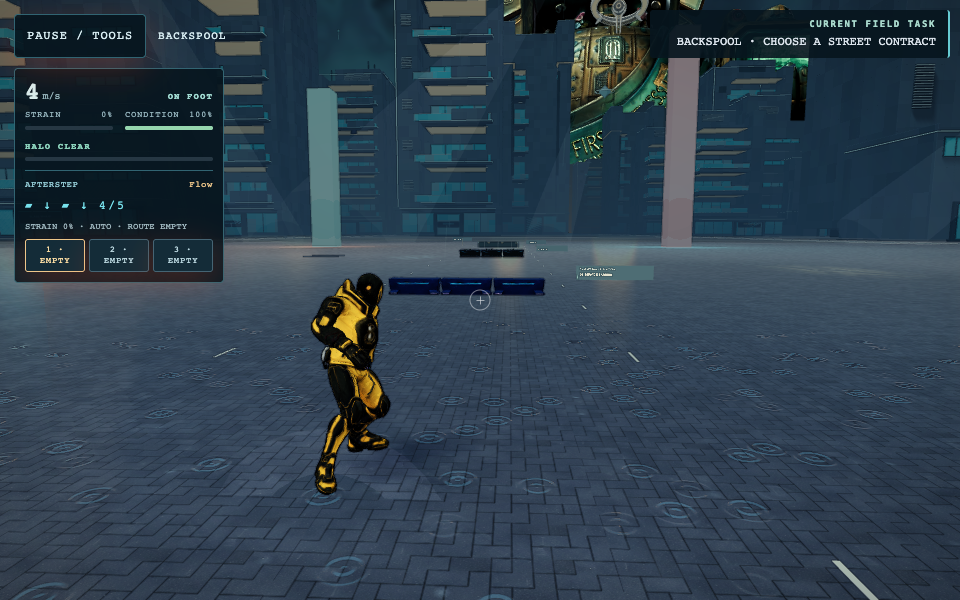 PAUSE / TOOLS
BACKSPOOL
CURRENT FIELD TASK
BACKSPOOL · CHOOSE A STREET CONTRACT
4 m/s
ON FOOT
STRAIN 0%
CONDITION 100%
HALO CLEAR
AFTERSTEP
Flow
▰ ↓ ▰ ↓ 4/5
STRAIN 0% · AUTO · ROUTE EMPTY
1 · EMPTY
2 · EMPTY
3 · EMPTY
FIRS